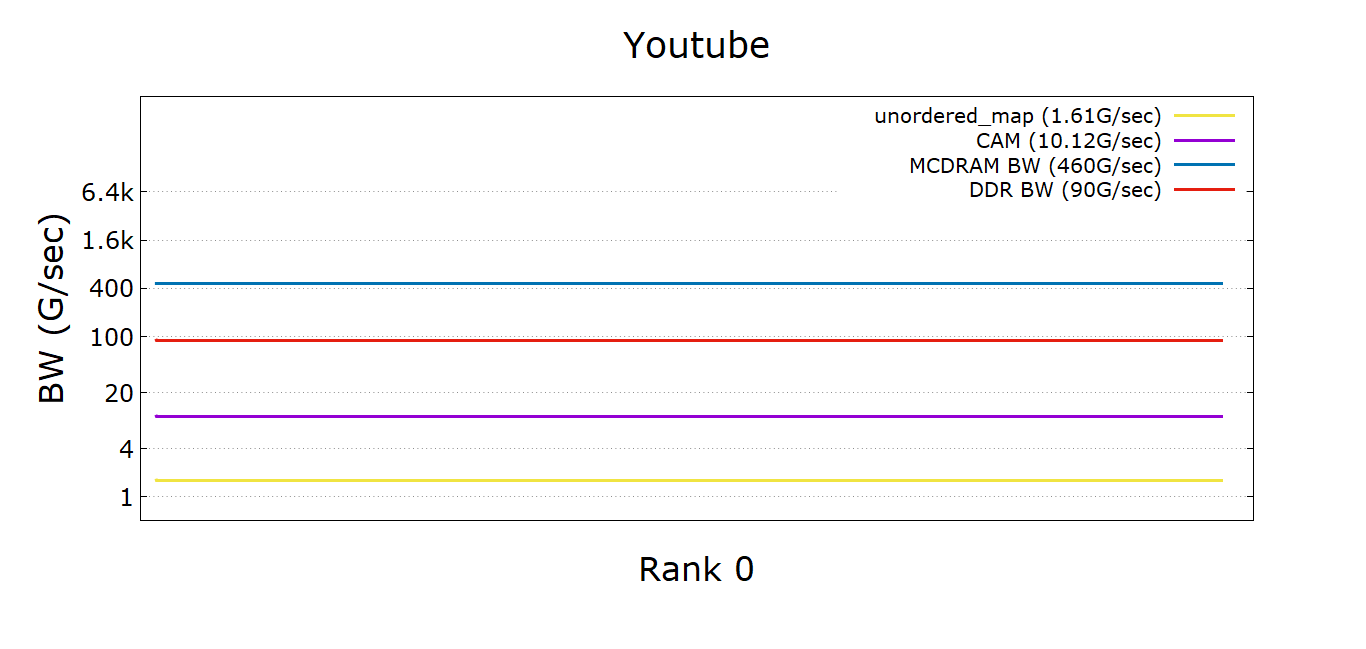 Youtube
unordered_map (1.61G/sec)
CAM (10.12G/sec)
MCDRAM BW (460G/sec)
DDR BW (90G/sec)
BW (G/sec)
6.4k
1.6k
400
100
20
4
1
Rank 0